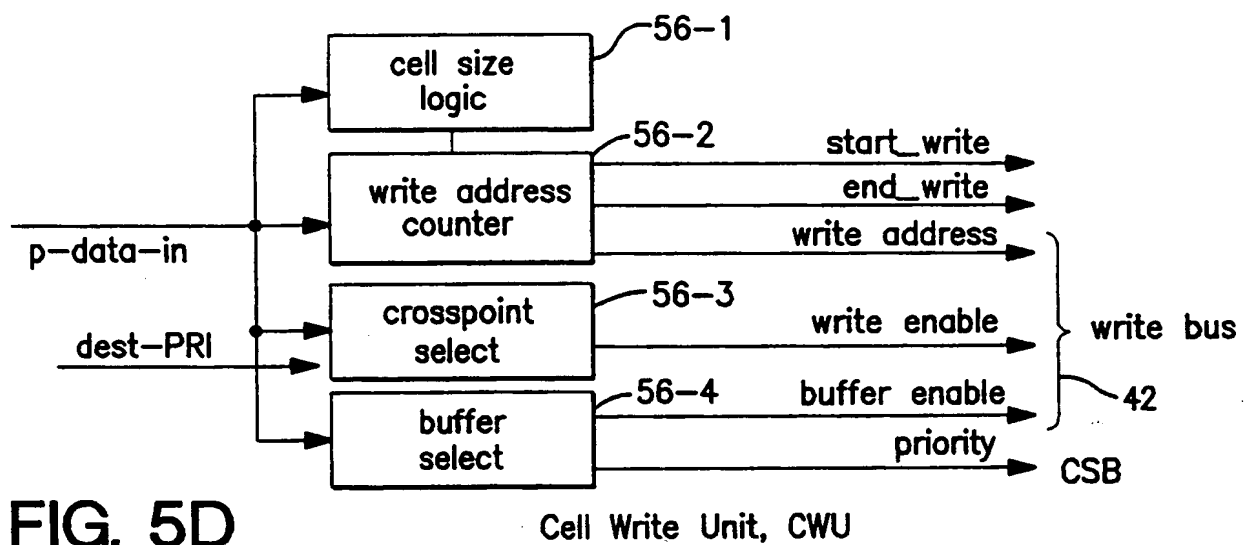 56-1
cell size
logic
56-2
start_write
write address
counter
end_write
write address
p-data-in
56-3
crosspoint
select
write enable
write bus
dest-PRI
56-4
buffer enable
42
buffer
select
priority
CSB
FIG. 5D
Cell Write Unit, CWU